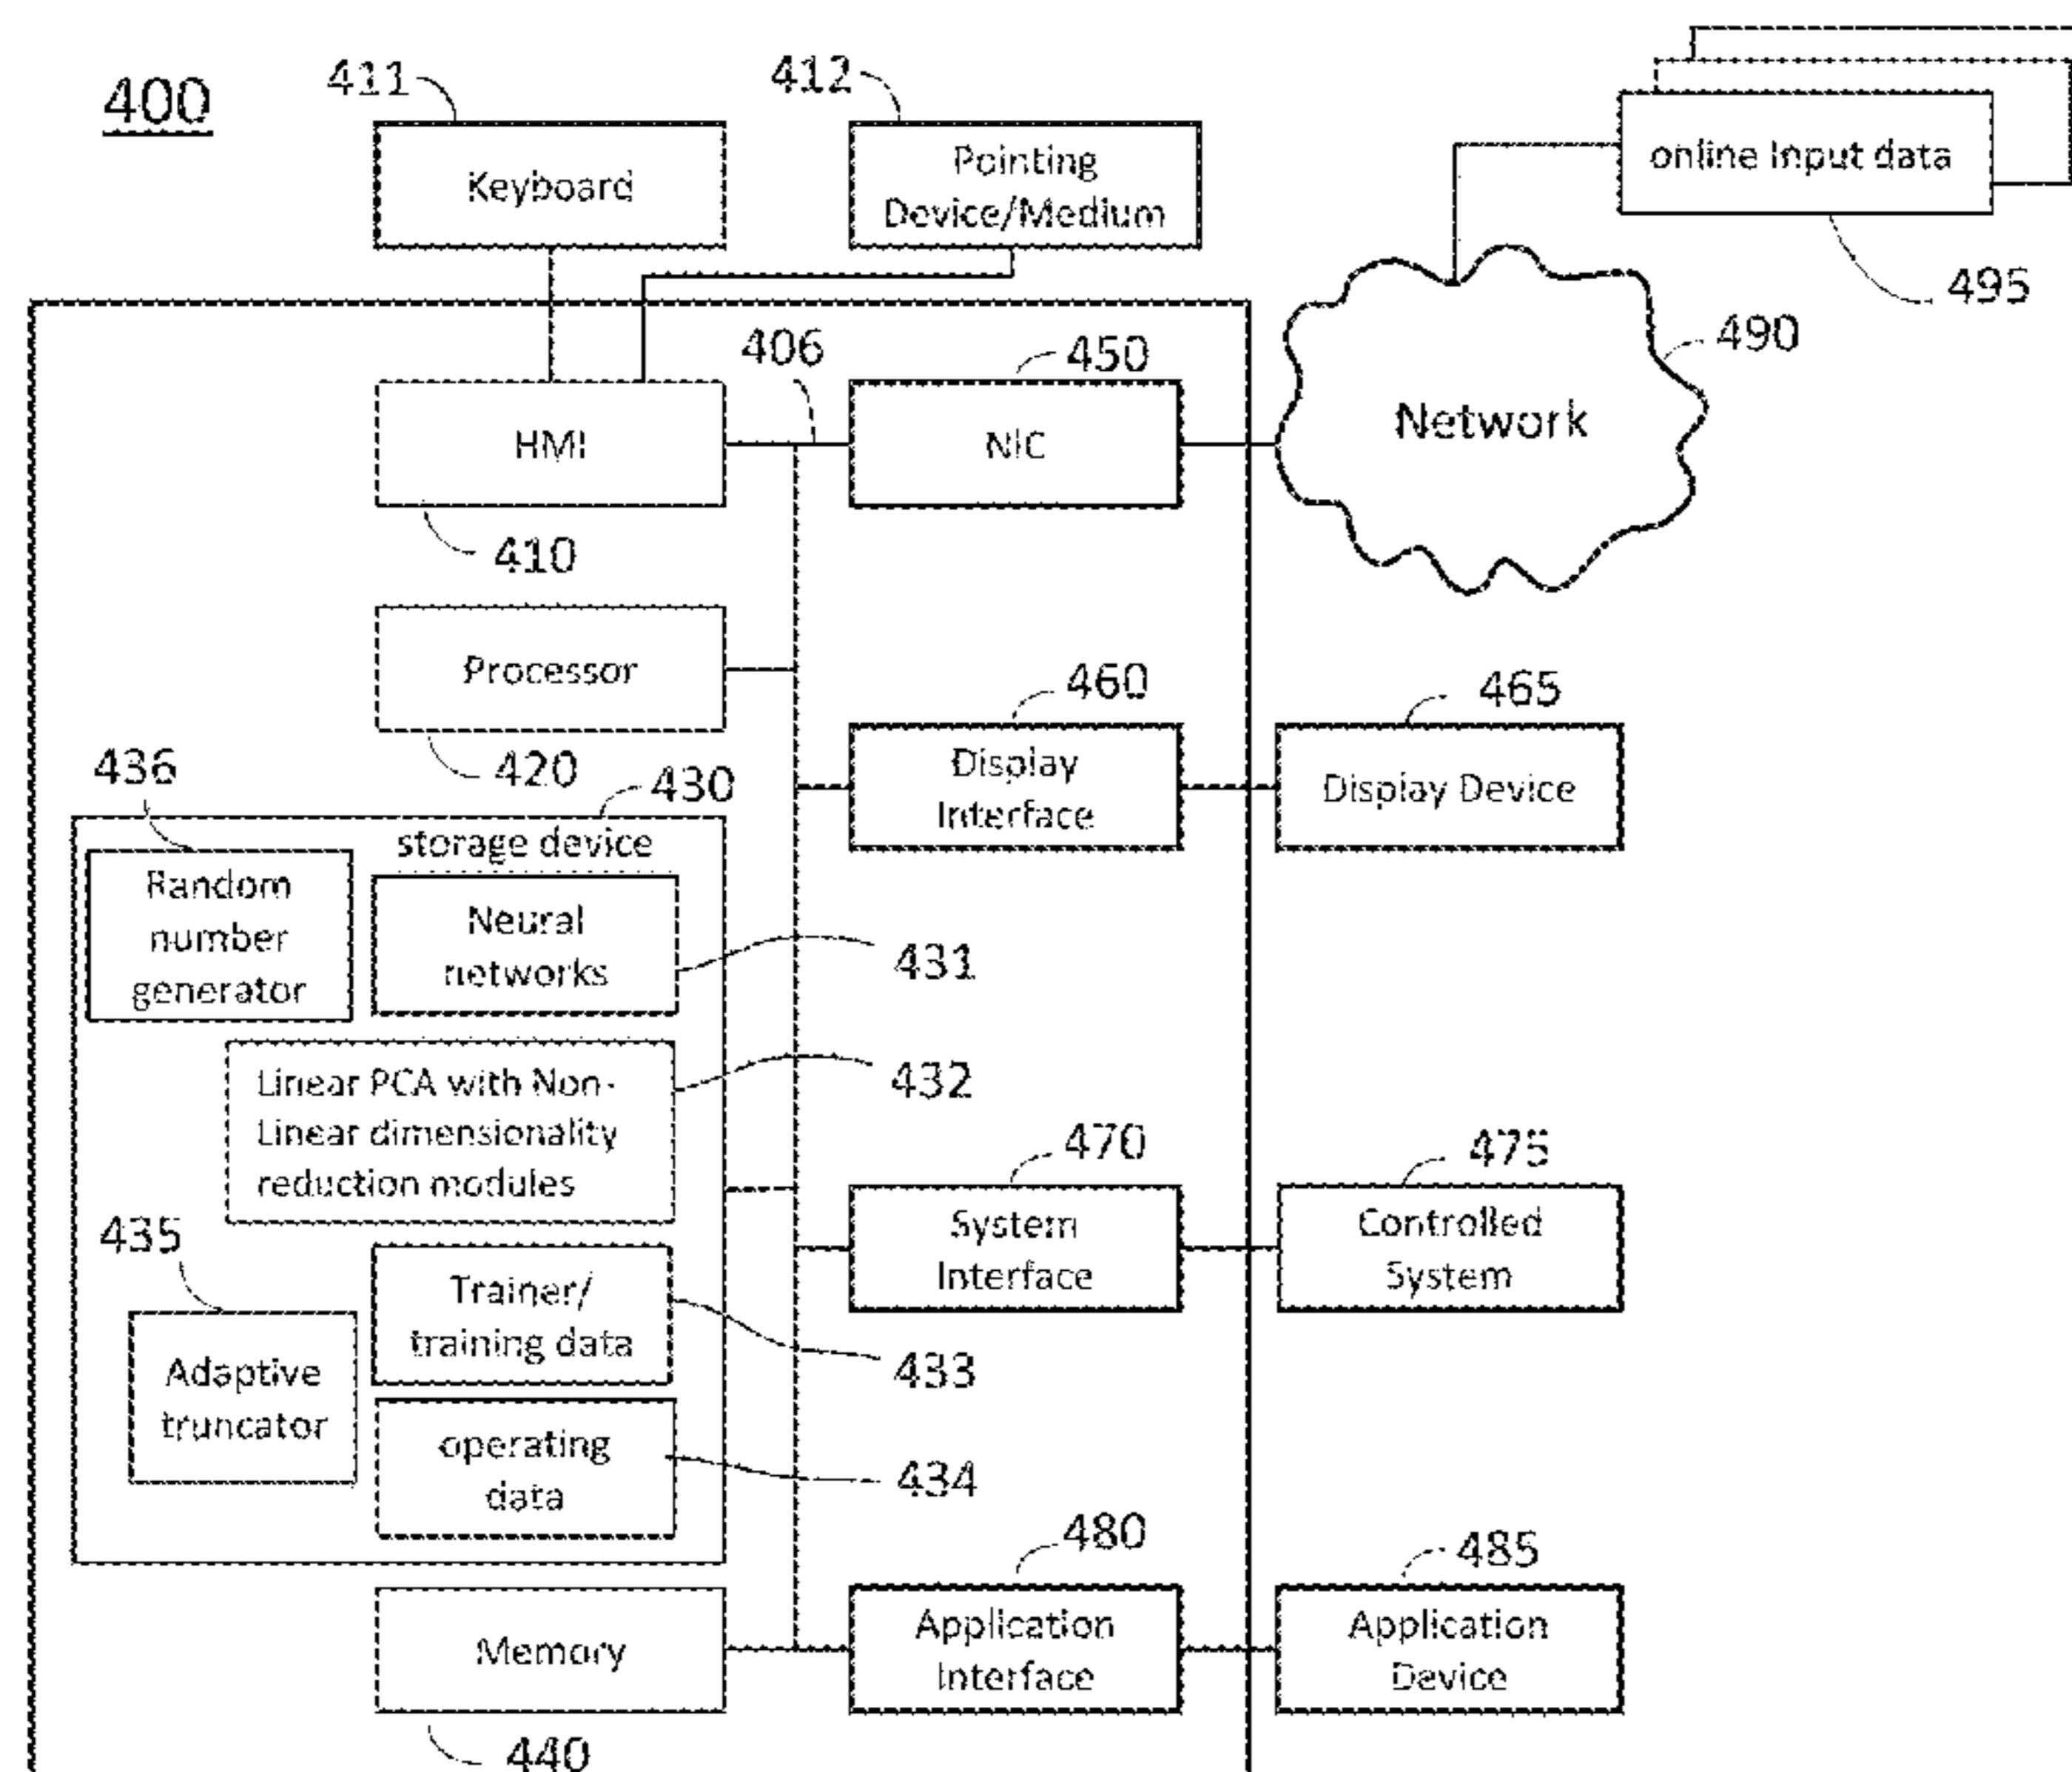 400
411
Keyboard
412
Pointing
Device/Medium
online Input data
495
406
450
HMI
NIC
Network
490
410
Processor
420
460
Display
Interface
465
Display Device
436
430
storage device
Random
number
generator
Neural
networks
431
Linear PCA with Non-
Linear dimensionality
reduction modules
432
470
System
Interface
475
Controlled
System
435
Adaptive
truncator
Trainer/
training data
433
operating
data
434
480
Application
Interface
485
Application
Device
Memory
440